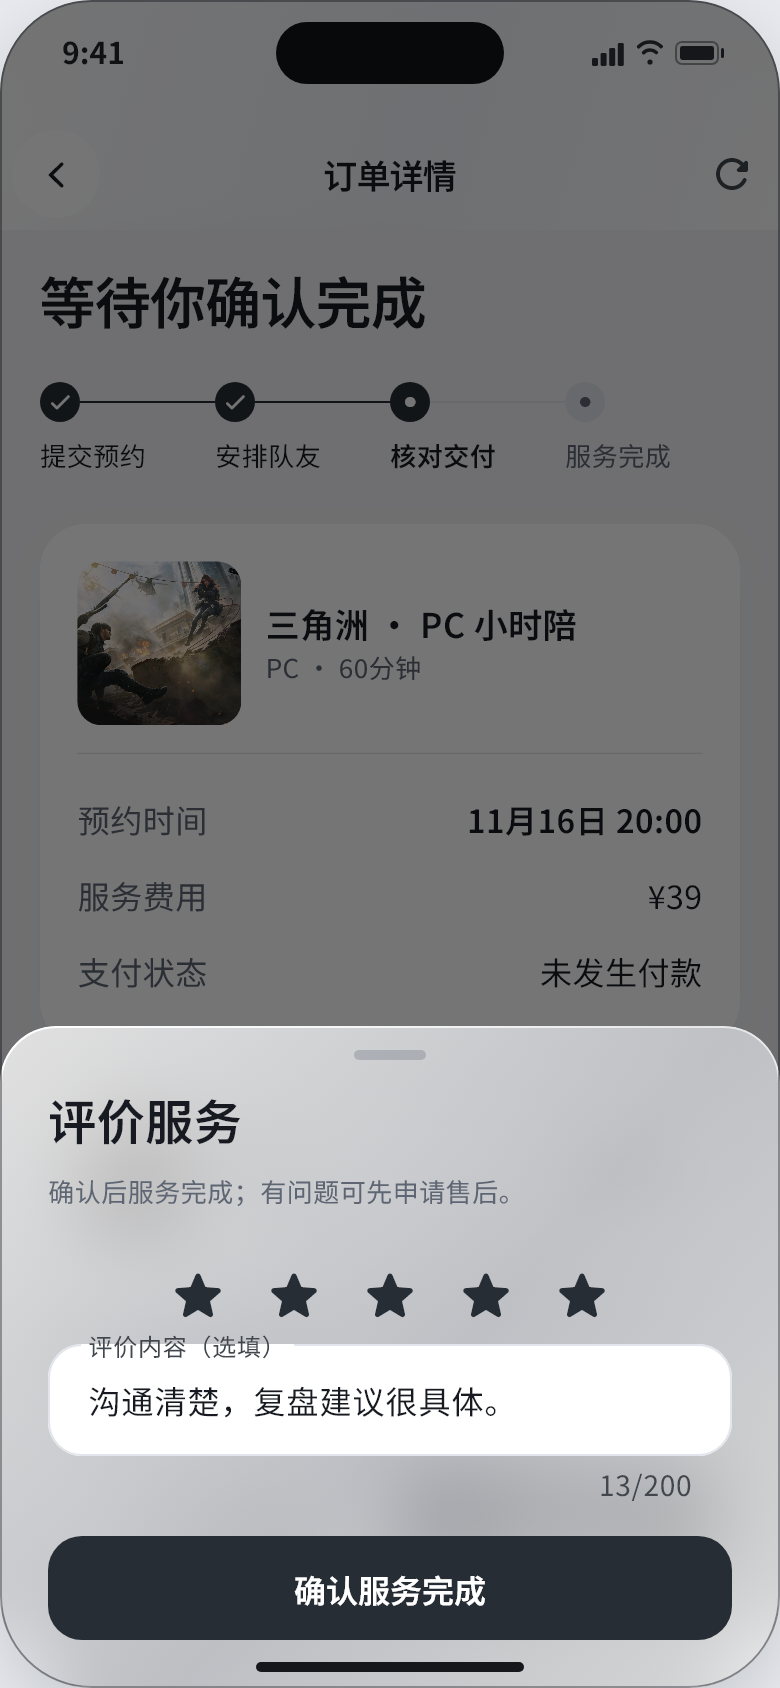 9:41
订单详情
等待你确认完成
提交预约
安排队友
核对交付
服务完成
三角洲 · PC 小时陪
PC · 60分钟
预约时间
11月16日 20:00
服务费用
¥39
支付状态
未发生付款
评价服务
确认后服务完成；有问题可先申请售后。
评价内容（选填）
沟通清楚，复盘建议很具体。
13/200
确认服务完成